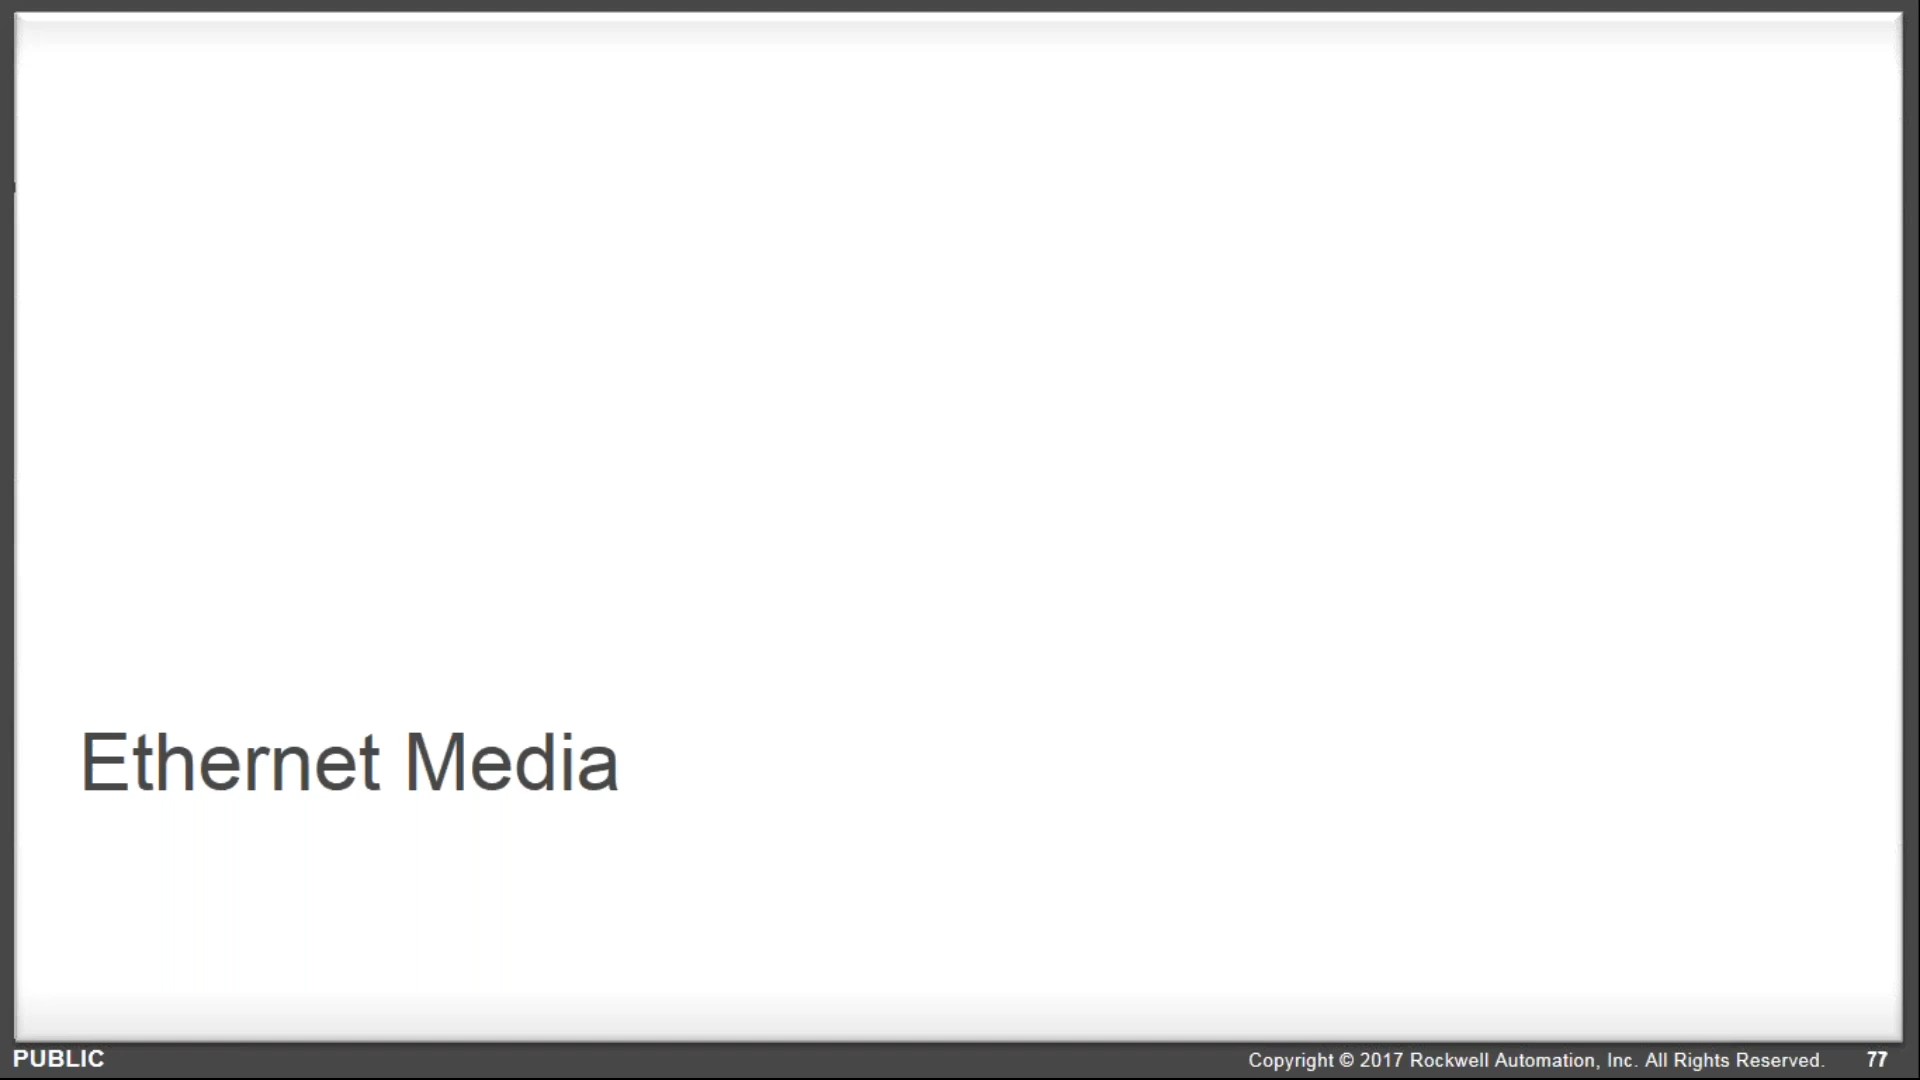 Ethernet Media
PUBLIC
Copyright © 2017 Rockwell Automation, Inc. All Rights Reserved. 77